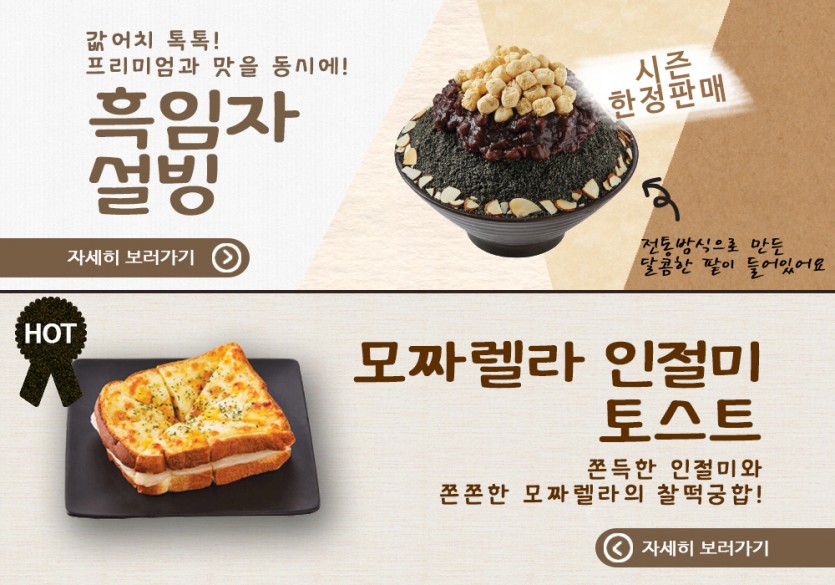 값어치 톡톡!
프리미엄과 맛을 동시에!
흑임자
설빙
시즌
한정판매
자세히 보러가기
전통방식으로 만든
달콤한 팥이 들어있어요
HOT
모짜렐라 인절미
토스트
쫀득한 인절미와
쫀쫀한 모짜렐라의 찰떡궁합!
자세히 보러가기